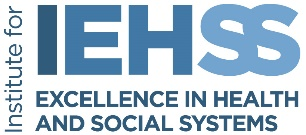 Institute for
IEHSS
EXCELLENCE IN HEALTH
AND SOCIAL SYSTEMS